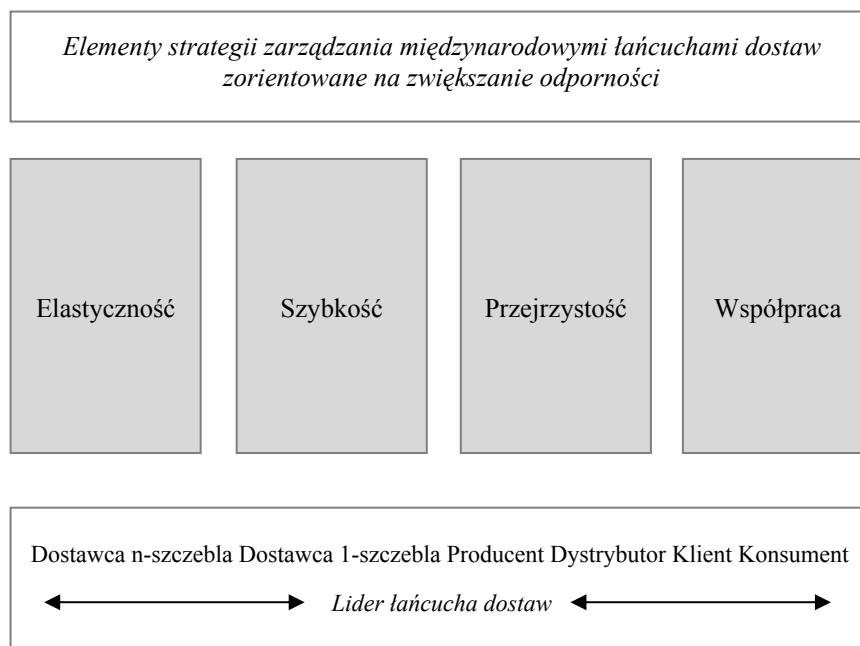 Elementy strategii zarządzania międzynarodowymi łańcuchami dostaw
zorientowane na zwiększanie odporności
Elastyczność
Szybkość
Przejrzystość
Współpraca
Dostawca n-szczebla Dostawca 1-szczebla Producent Dystrybutor Klient Konsument
Lider łańcucha dostaw